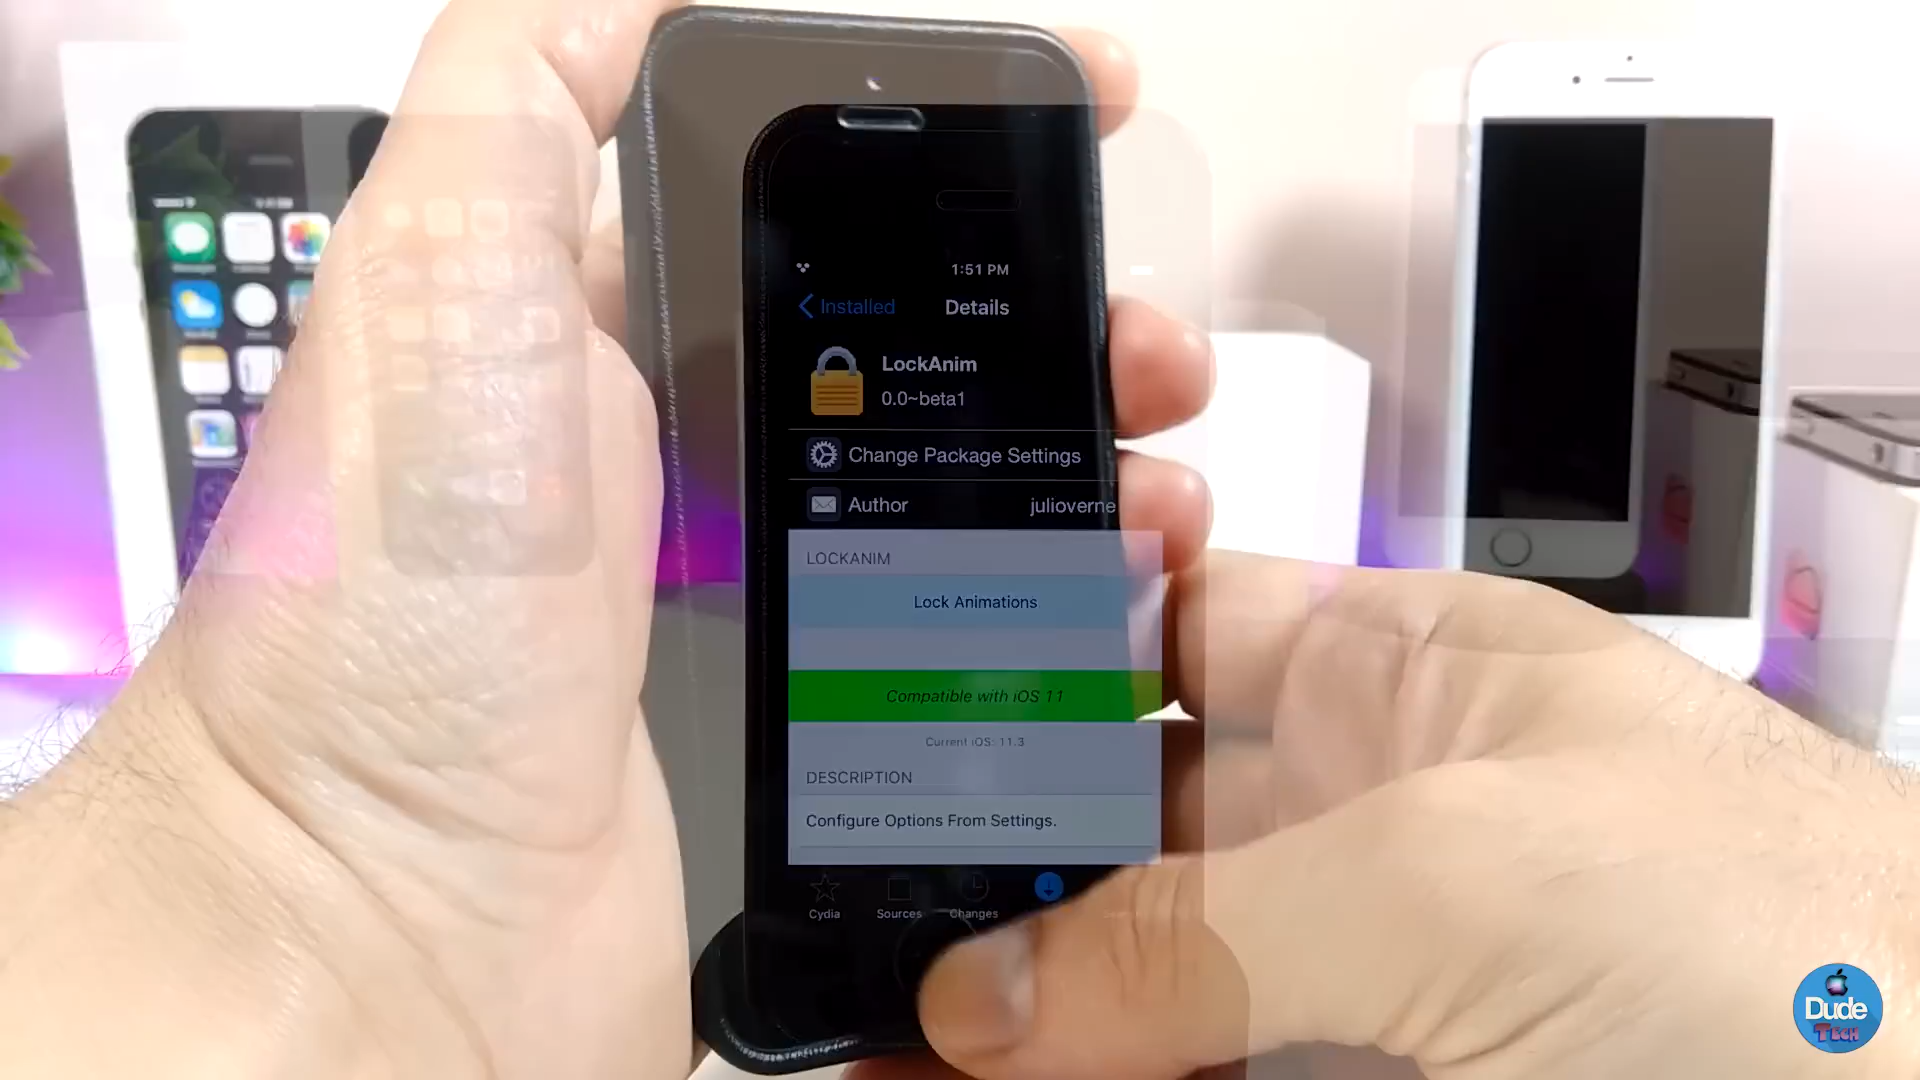 1:51 PM
Installed
Details
LockAnim
0.0~beta1
Change Package Settings
Author
julioverne
LOCKANIM
Lock Animations
Compatible with iOS 11
Current iOS: 11.3
DESCRIPTION
Configure Options From Settings.
Cydia
Sources
Changes
Dude
TECH